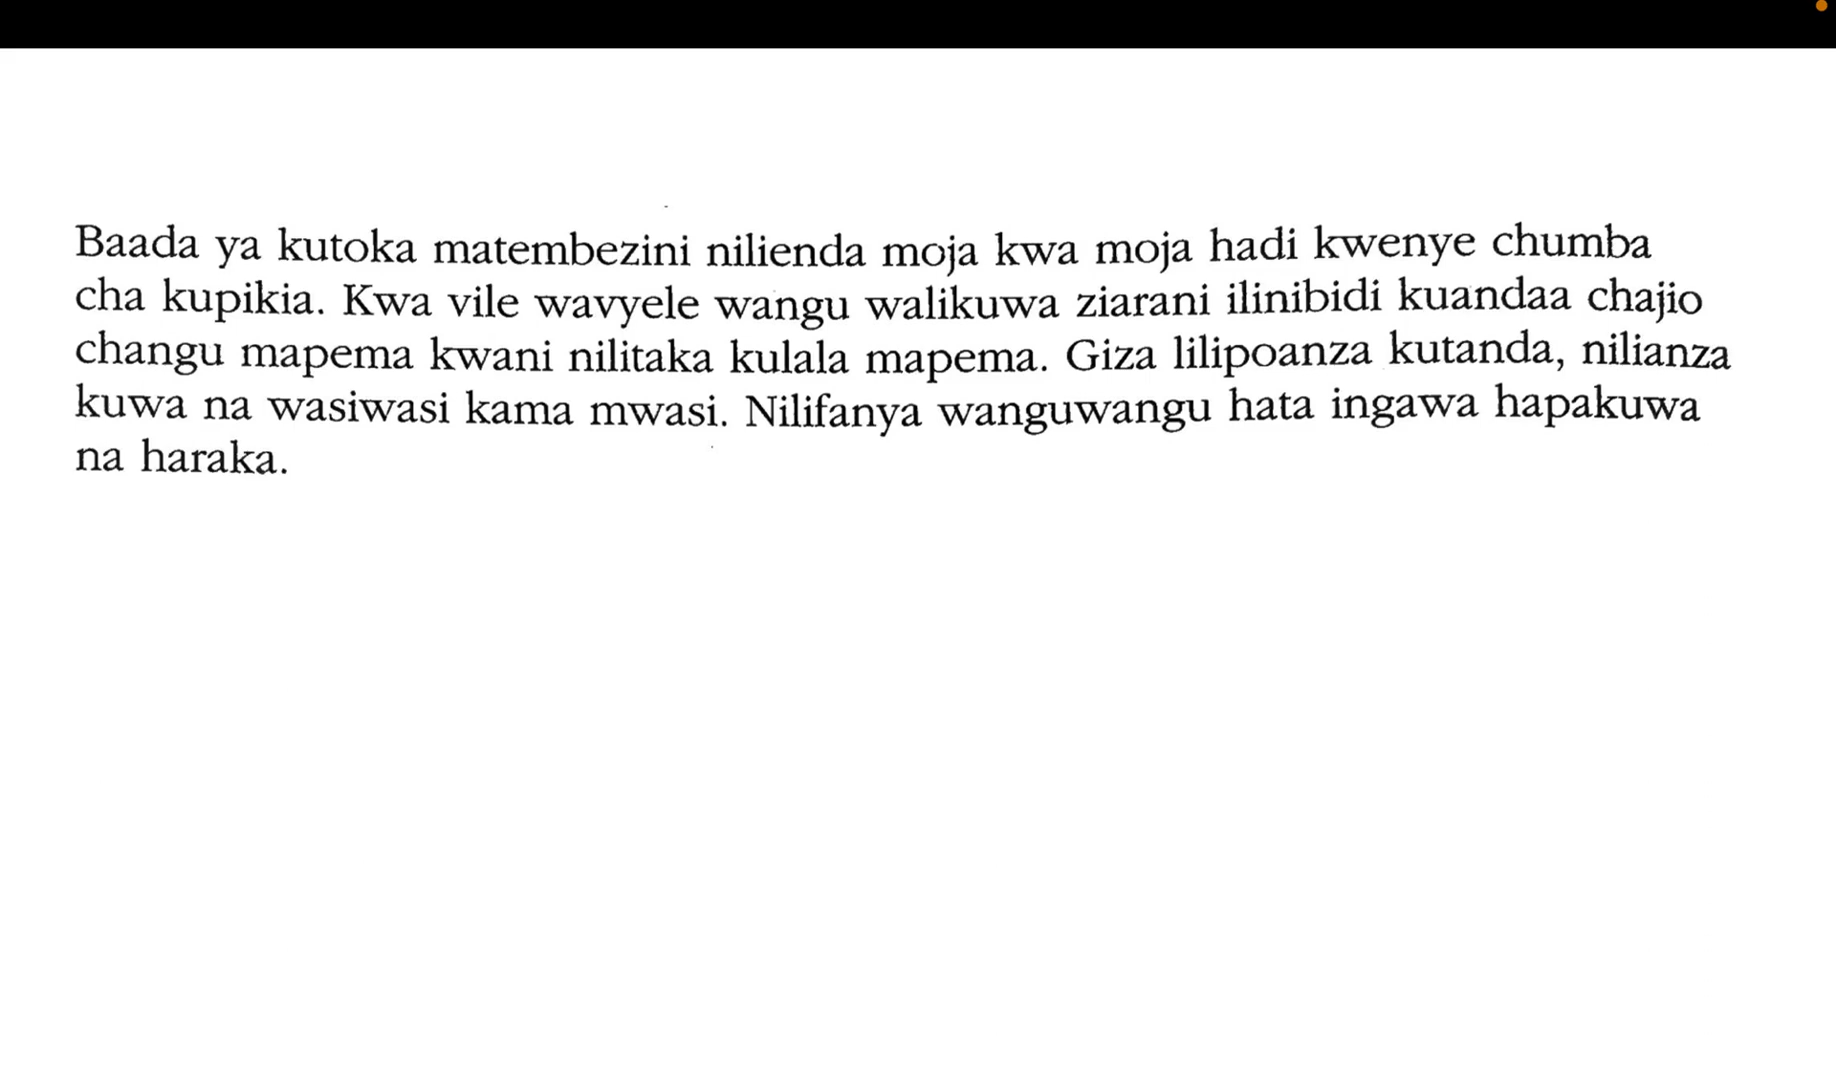 Baada ya kutoka matembezini nilienda moja kwa moja hadi kwenye chumba
cha kupikia. Kwa vile wavyele wangu walikuwa ziarani ilinibidi kuandaa chajio
changu mapema kwani nilitaka kulala mapema. Giza lilipoanza kutanda, nilianza
kuwa na wasiwasi kama mwasi. Nilifanya wanguwangu hata ingawa hapakuwa
na haraka.